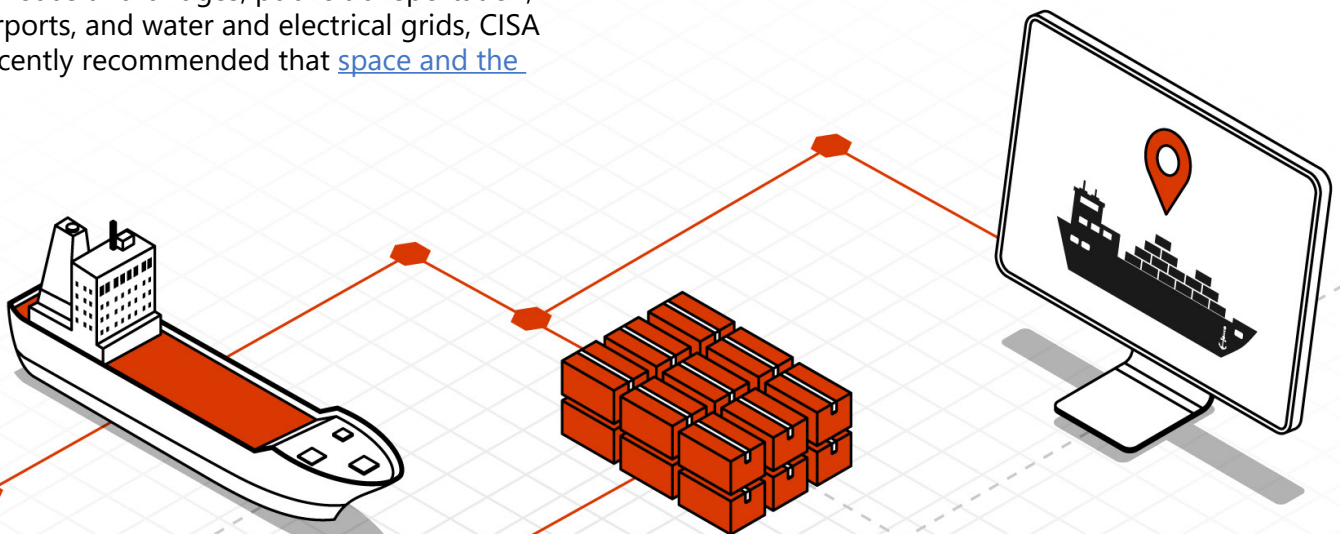 rports, and water and electrical grids, CISA
cently recommended that space and the